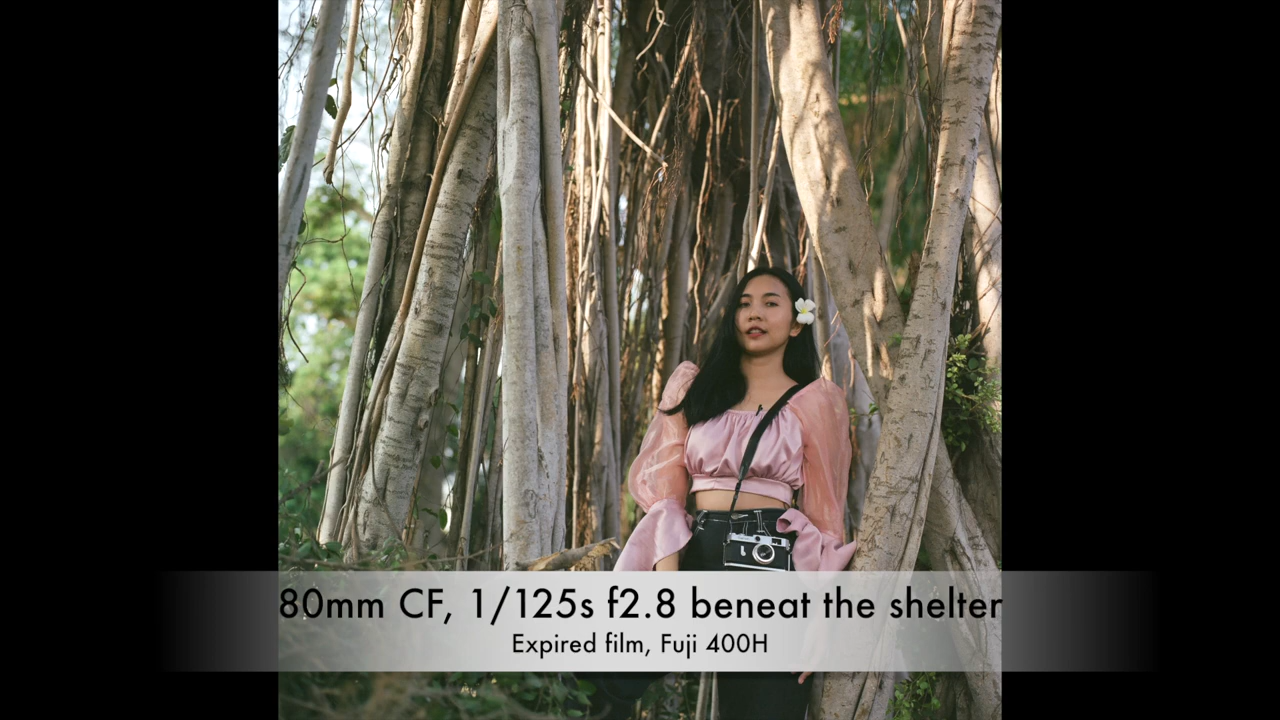 80mm CF, 1/125s f2.8 beneat the shelter
Expired film, Fuji 400H